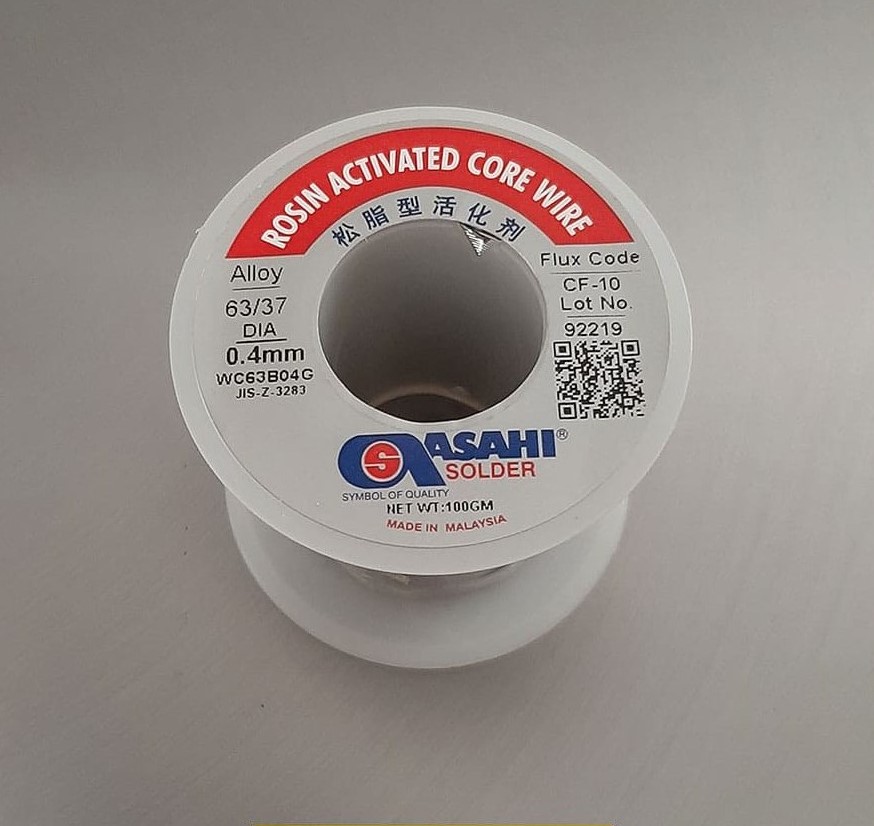 ROSIN ACTIVATED CORE WIRE
松脂型活化剂
Alloy
63/37
DIA
0.4mm
WC63B04G
JIS-Z-3283
Flux Code
CF-10
Lot No.
92219
ASAHI®
SOLDER
SYMBOL OF QUALITY
NET WT:100GM
MADE IN MALAYSIA